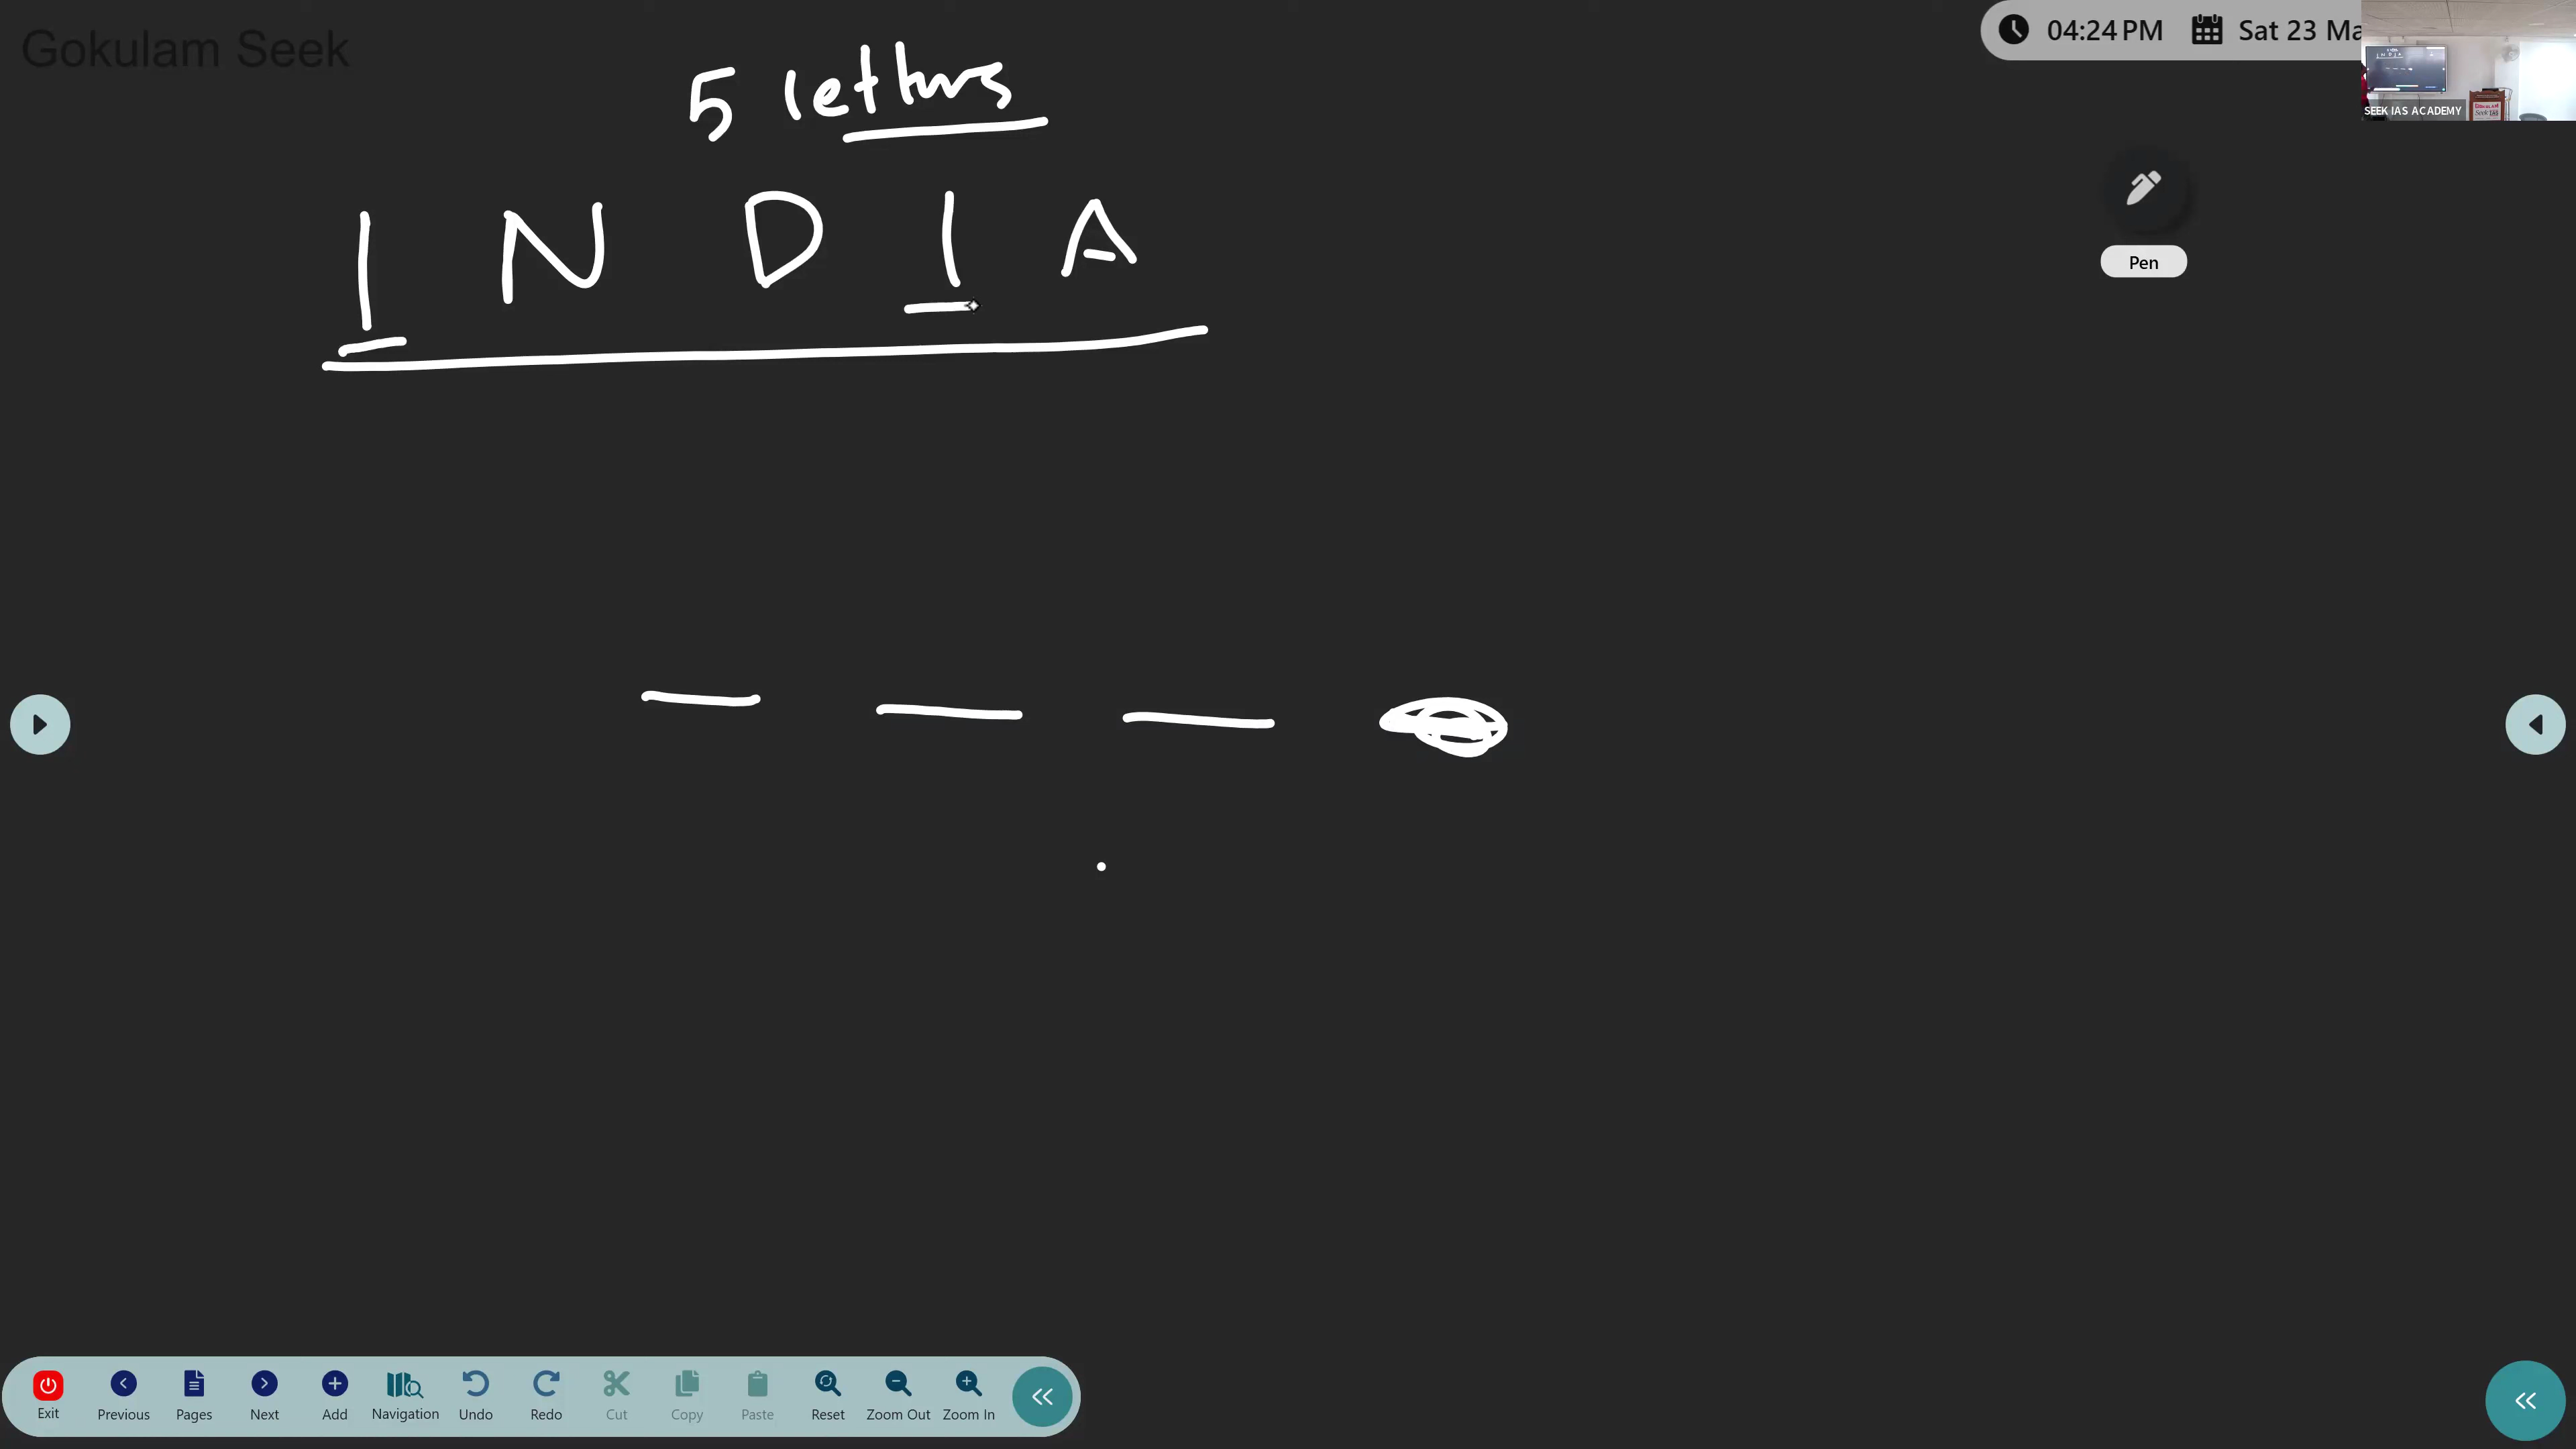 Gokulam Seek
04:24 PM Sat 23 Ma
SEEK IAS ACADEMY
5 letters
I N D I A
Pen
Exit Previous Pages Next Add Navigation Undo Redo Cut Copy Paste Reset Zoom Out Zoom In